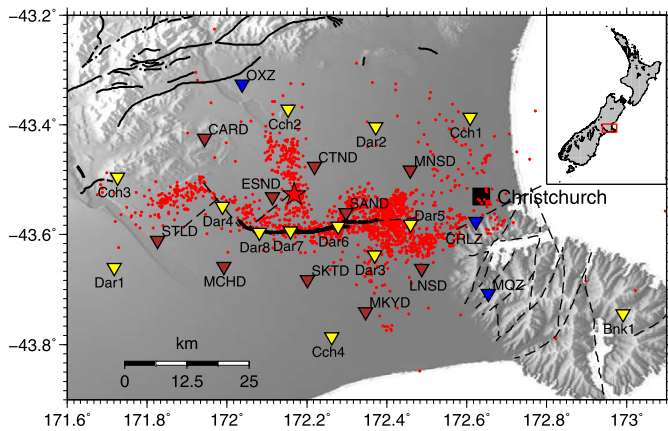 −43.2°
OXZ
−43.4°
Cch2
Cch1
CARD
Dar2
CTND
MNSD
Cch3
ESND
Christchurch
SAND
Dar4
Dar5
−43.6°
STLD
Dar8
Dar7
Dar6
CRLZ
Dar1
MCHD
SKTD
Dar3
LNSD
MQZ
MKYD
Bnk1
−43.8°
Cch4
km
0 12.5 25
171.6° 171.8° 172° 172.2° 172.4° 172.6° 172.8° 173°